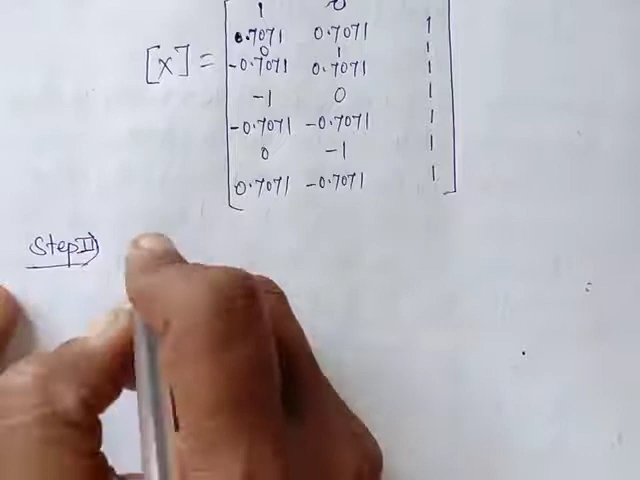 1 0
0.7071 0.7071 1
0 1 1
[x] = -0.7071 0.7071 1
-1 0 1
-0.7071 -0.7071 1
0 -1 1
0.7071 -0.7071 1
Step II)